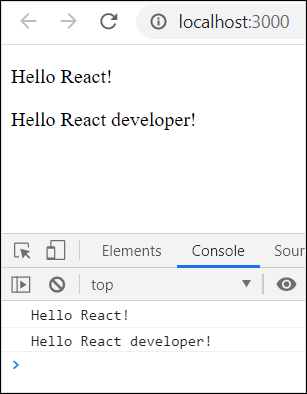 localhost:3000
Hello React!
Hello React developer!
Elements Console Sour
top
Hello React!
Hello React developer!